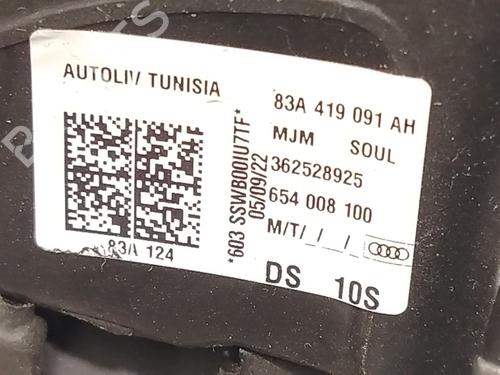 AUTOLIV TUNISIA
83A 124
*603 SSWB00IU7TF*
05/09/22
83A 419 091 AH
MJM SOUL
362528925
654 008 100
M/T/_/_/_
DS 10S